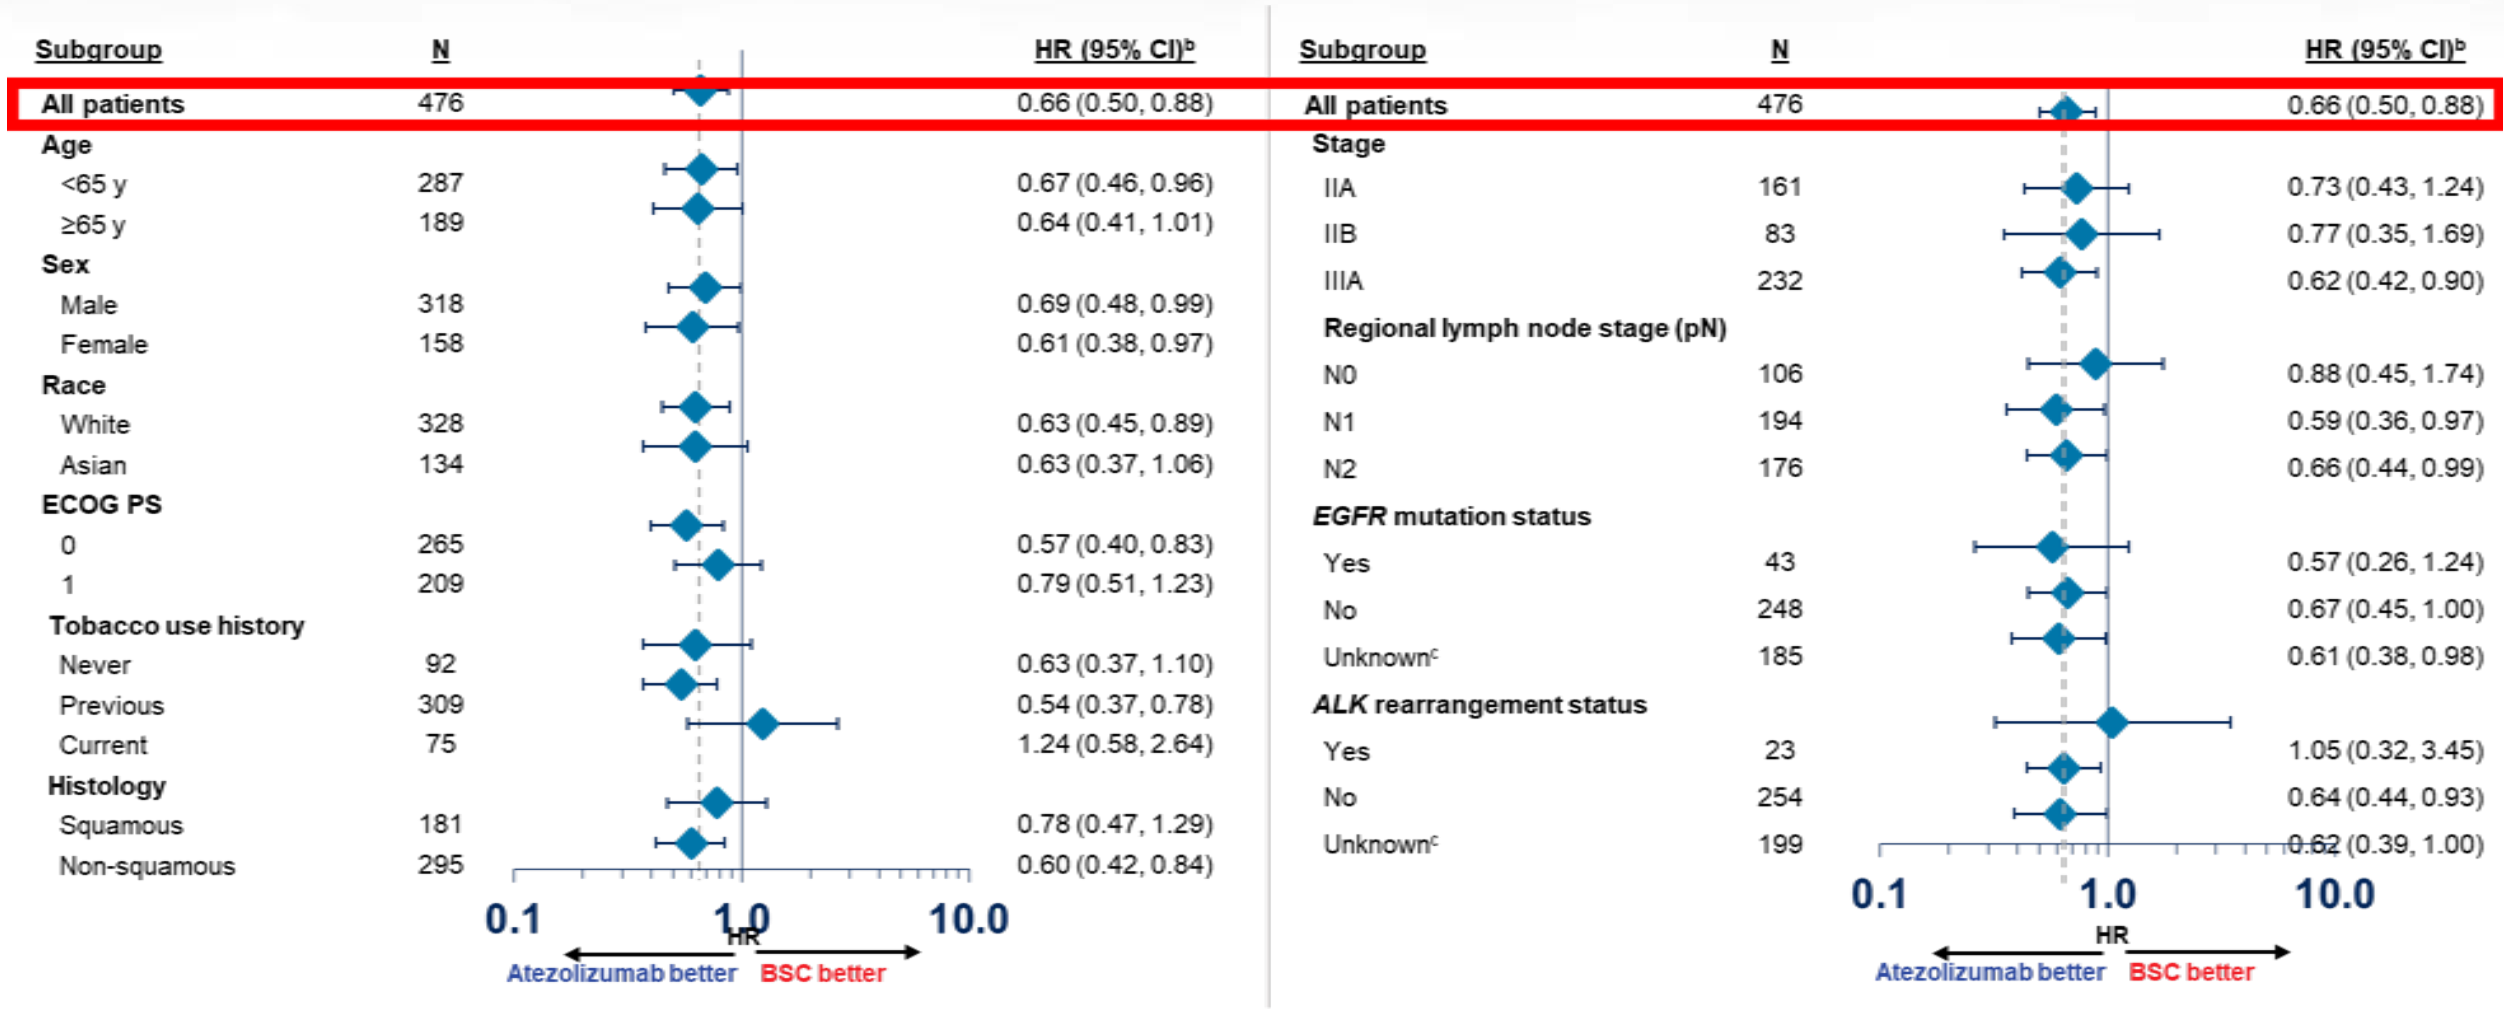 Subgroup N HR (95% CI)b
All patients 476 0.66 (0.50, 0.88)
Age
<65 y 287 0.67 (0.46, 0.96)
≥65 y 189 0.64 (0.41, 1.01)
Sex
Male 318 0.69 (0.48, 0.99)
Female 158 0.61 (0.38, 0.97)
Race
White 328 0.63 (0.45, 0.89)
Asian 134 0.63 (0.37, 1.06)
ECOG PS
0 265 0.57 (0.40, 0.83)
1 209 0.79 (0.51, 1.23)
Tobacco use history
Never 92 0.63 (0.37, 1.10)
Previous 309 0.54 (0.37, 0.78)
Current 75 1.24 (0.58, 2.64)
Histology
Squamous 181 0.78 (0.47, 1.29)
Non-squamous 295 0.60 (0.42, 0.84)
0.1 1.0 10.0
HR
Atezolizumab better BSC better
Subgroup N HR (95% CI)b
All patients 476 0.66 (0.50, 0.88)
Stage
IIA 161 0.73 (0.43, 1.24)
IIB 83 0.77 (0.35, 1.69)
IIIA 232 0.62 (0.42, 0.90)
Regional lymph node stage (pN)
N0 106 0.88 (0.45, 1.74)
N1 194 0.59 (0.36, 0.97)
N2 176 0.66 (0.44, 0.99)
EGFR mutation status
Yes 43 0.57 (0.26, 1.24)
No 248 0.67 (0.45, 1.00)
Unknownc 185 0.61 (0.38, 0.98)
ALK rearrangement status
Yes 23 1.05 (0.32, 3.45)
No 254 0.64 (0.44, 0.93)
Unknownc 199 0.62 (0.39, 1.00)
0.1 1.0 10.0
HR
Atezolizumab better BSC better